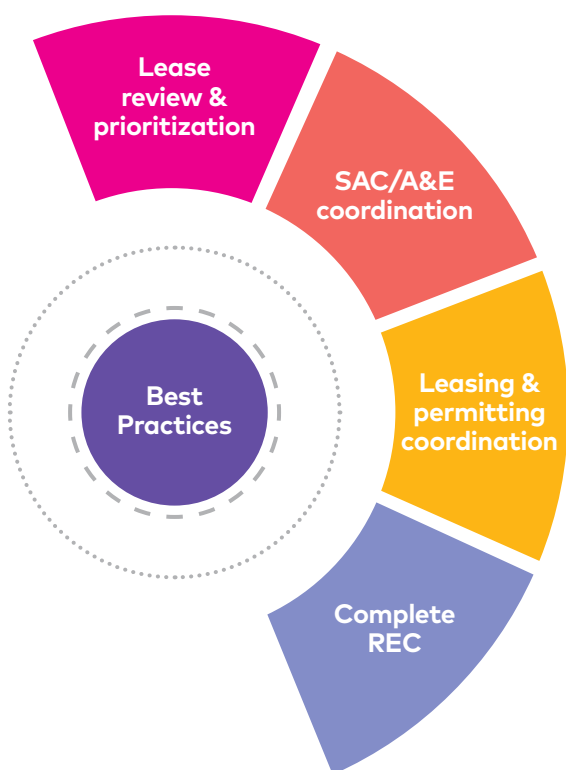 Lease
review &
prioritization
SAC/A&E
coordination
Leasing &
permitting
coordination
Best
Practices
Complete
REC